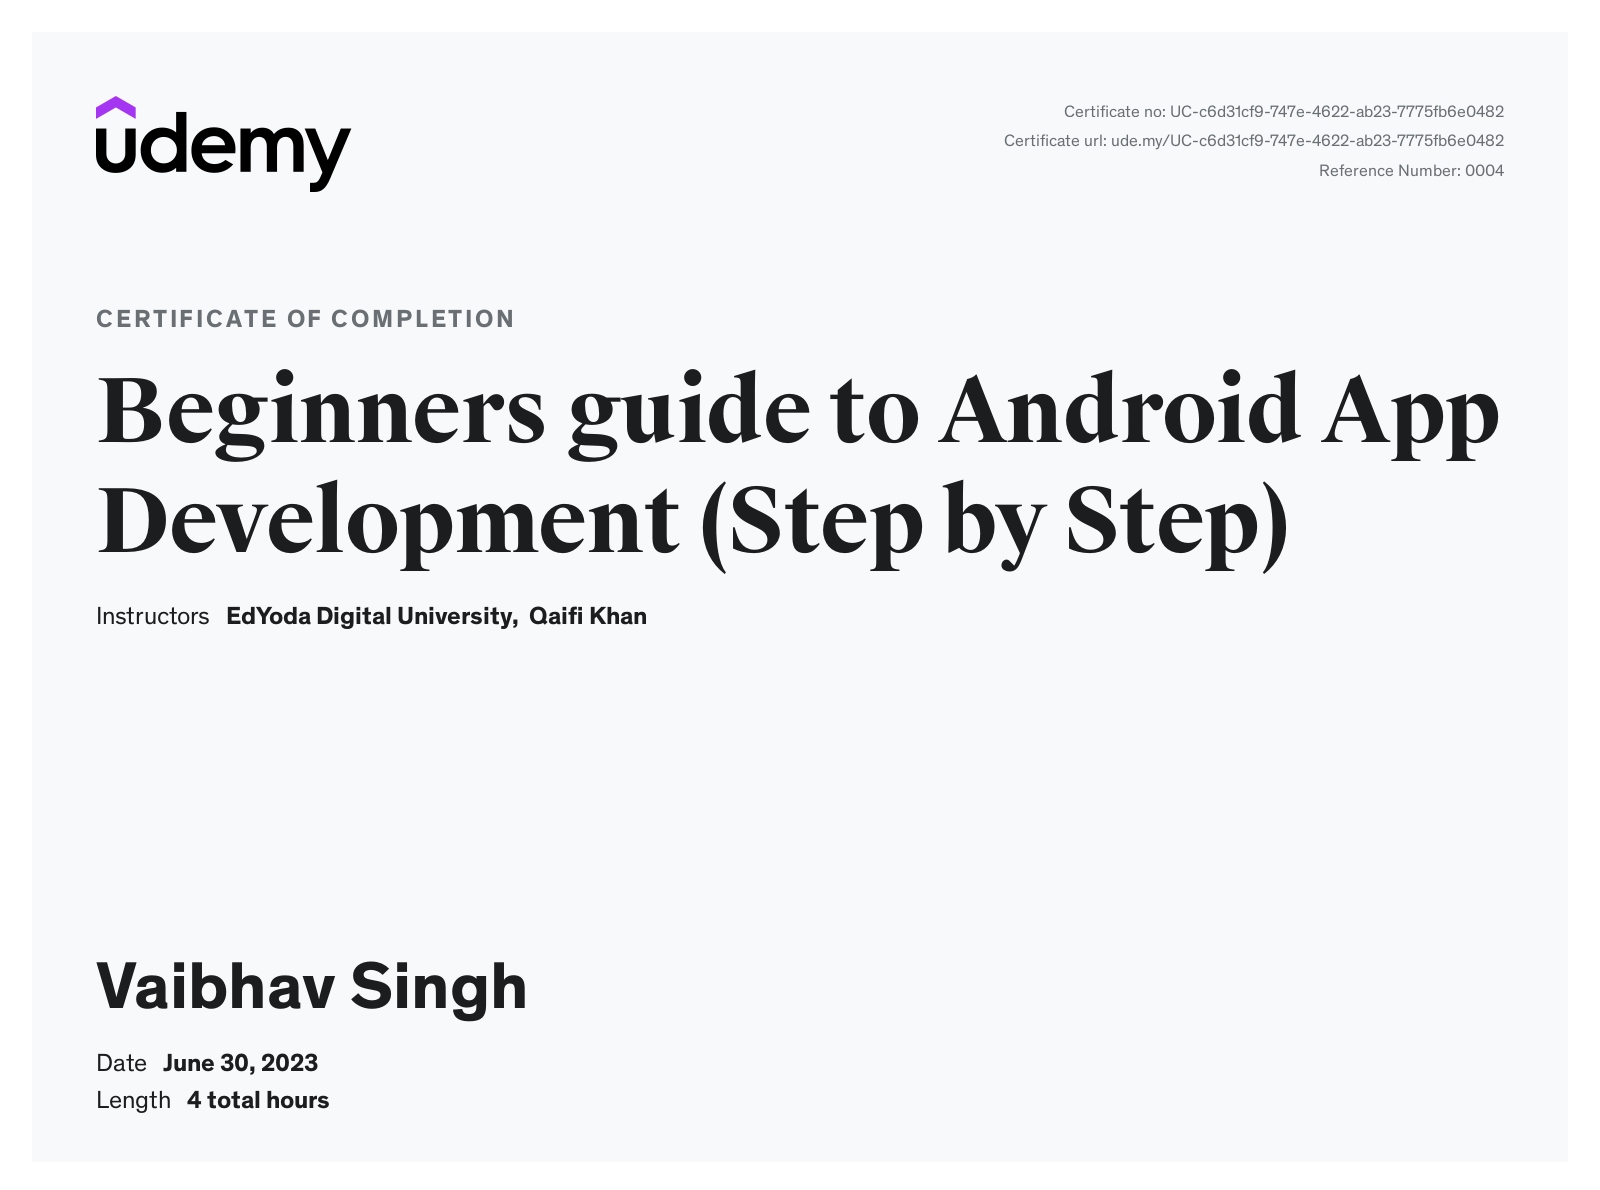 udemy
Certificate no: UC-c6d31cf9-747e-4622-ab23-7775fb6e0482
Certificate url: ude.my/UC-c6d31cf9-747e-4622-ab23-7775fb6e0482
Reference Number: 0004
CERTIFICATE OF COMPLETION
Beginners guide to Android App
Development (Step by Step)
Instructors EdYoda Digital University, Qaifi Khan
Vaibhav Singh
Date June 30, 2023
Length 4 total hours